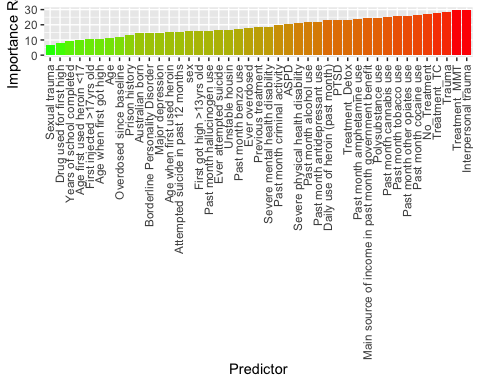 Importance R
30
20
10
0
Sexual trauma
Drug used for first high
Years of school completed
Age first used heroin <17
First injected >17yrs old
Age when first got high
Age
Overdosed since baseline
Prison history
Australian born
Borderline Personality Disorder
Major depression
Age when first used heroin
Attempted suicide in past 12 months
sex
First got high >13yrs old
Past month hallucinogen use
Ever attempted suicide
Unstable housin
Past month benzo use
Ever overdosed
Previous treatment
Severe mental health disability
Past month criminal activity
ASPD
Severe physical health disability
Past month alcohol use
Past month antidepressant use
Daily use of heroin (past month)
PTSD
Treatment_Detox
Past month amphetamine use
Main source of income in past month government benefit
Polysubstance use
Past month cannabis use
Past month tobacco use
Past month other opiates use
Past month cocaine use
No_Treatment
Treatment_TC
Trauma
Treatment_MMT
Interpersonal trauma
Predictor